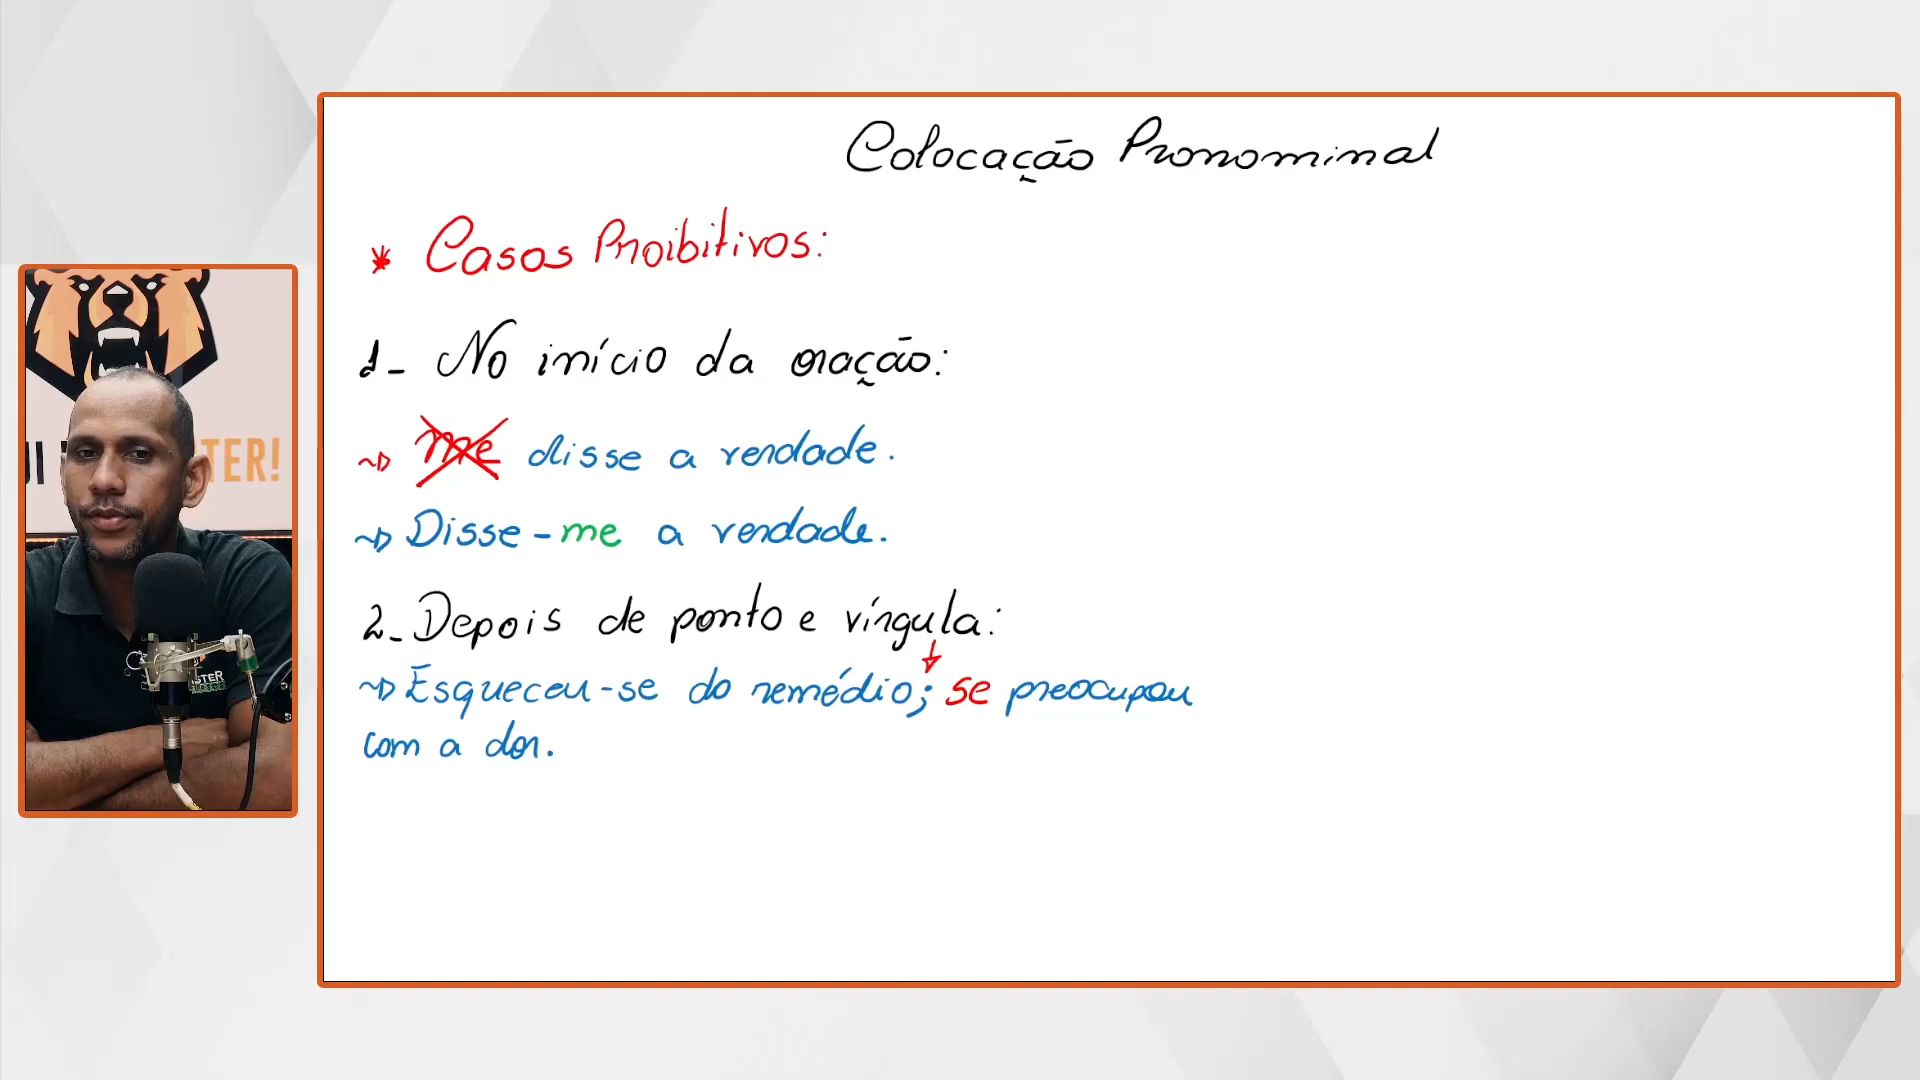 Colocação Pronominal
* Casos Proibitivos:
1- No início da oração:
~> me disse a verdade.
~> Disse-me a verdade.
2- Depois de ponto e vírgula:
~> Esqueceu-se do remédio; se preocupou
com a dor.
TER!